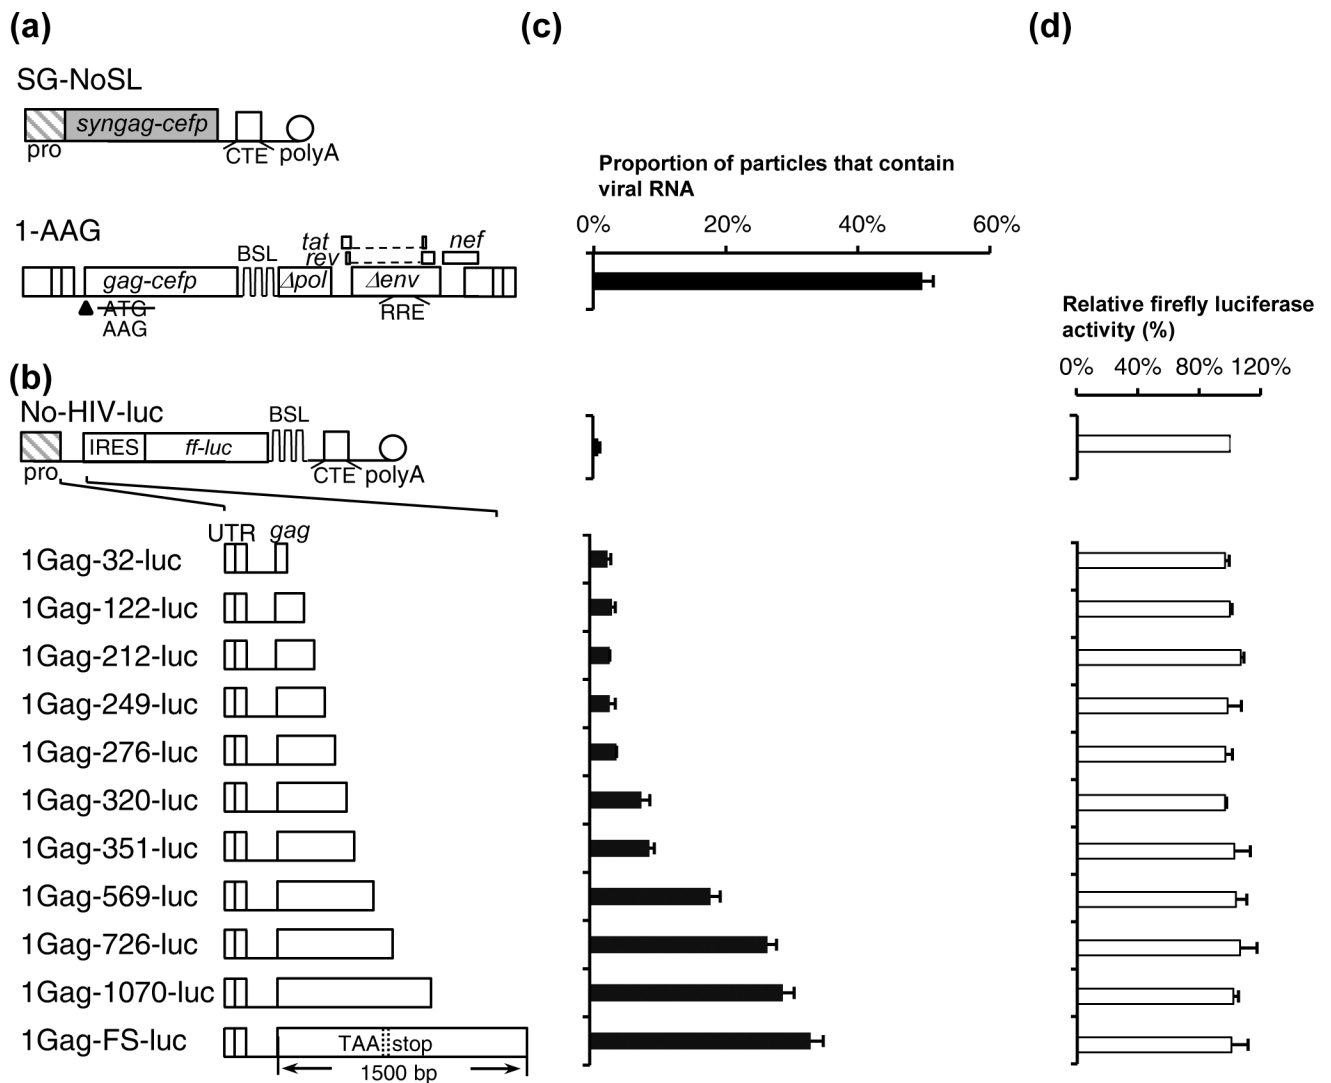 (a)
(c)
(d)
SG-NoSL
syngag-cefp
pro
CTE
polyA
Proportion of particles that contain
viral RNA
0% 20% 40% 60%
1-AAG
tat
rev
nef
BSL
gag-cefp
Δpol
Δenv
ATG
AAG
RRE
Relative firefly luciferase
activity (%)
0% 40% 80% 120%
(b)
No-HIV-luc
BSL
IRES
ff-luc
pro
CTE
polyA
UTR
gag
1Gag-32-luc
1Gag-122-luc
1Gag-212-luc
1Gag-249-luc
1Gag-276-luc
1Gag-320-luc
1Gag-351-luc
1Gag-569-luc
1Gag-726-luc
1Gag-1070-luc
1Gag-FS-luc
TAA stop
1500 bp